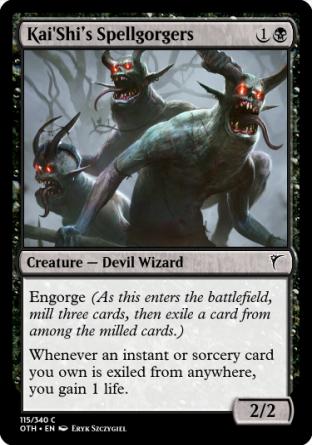 Kai'Shi's Spellgorgers 1
Creature — Devil Wizard
Engorge (As this enters the battlefield,
mill three cards, then exile a card from
among the milled cards.)
Whenever an instant or sorcery card
you own is exiled from anywhere,
you gain 1 life.
115/340 C
OTH • EN Eryk Szczygieł
2/2